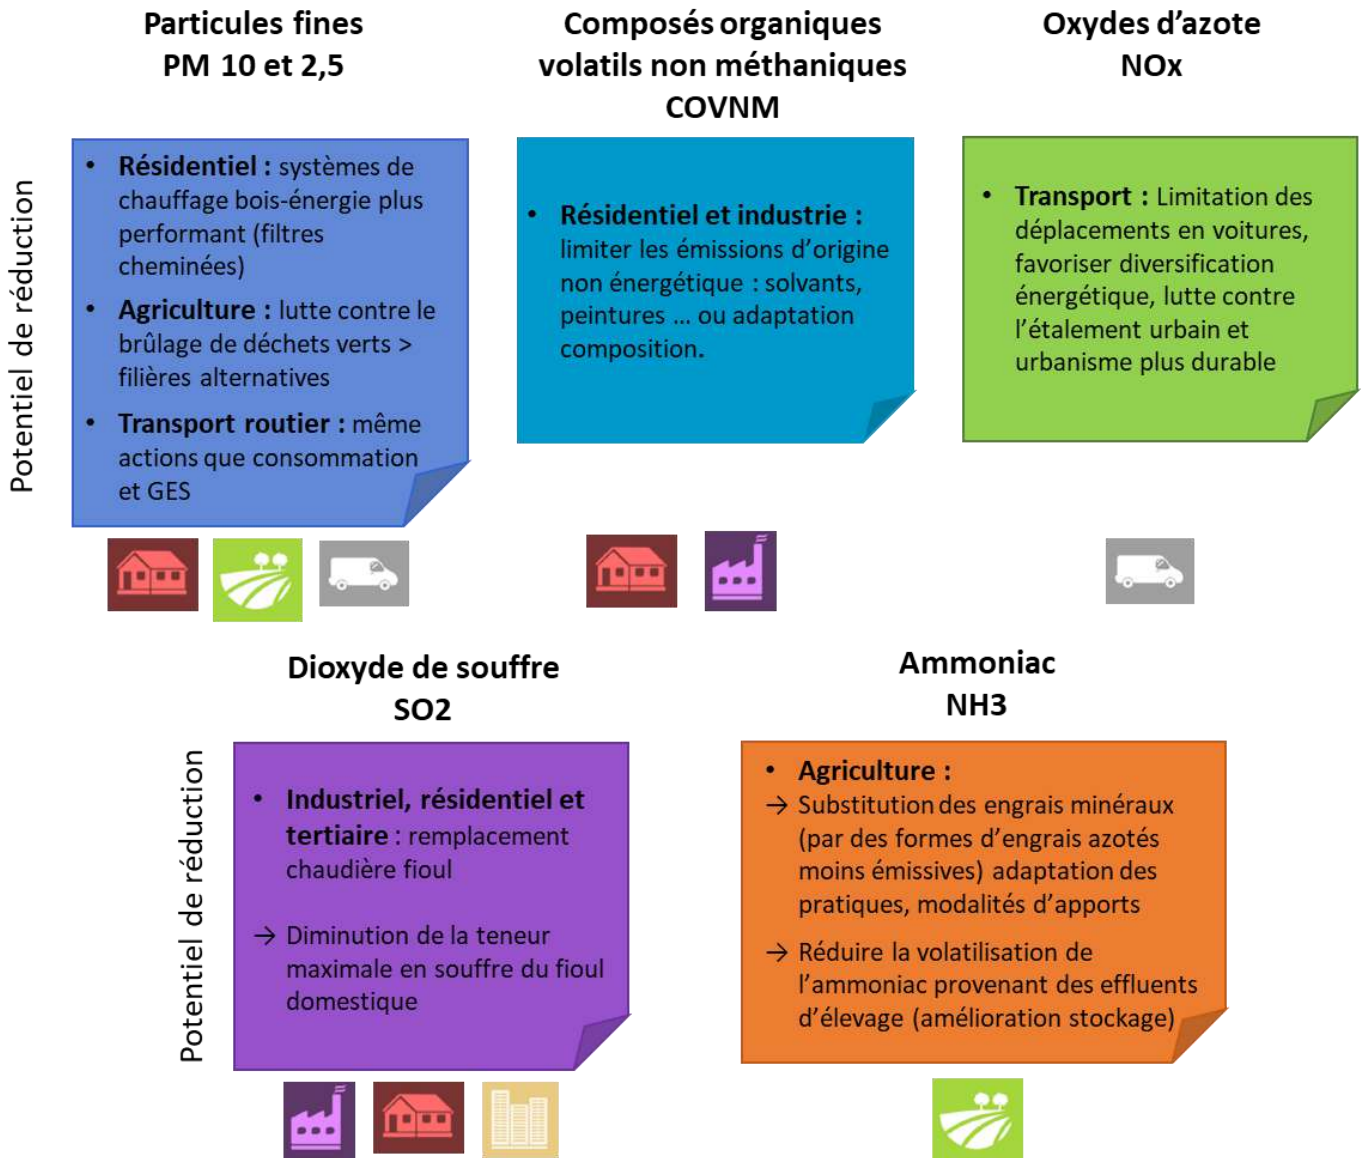 Particules fines
PM 10 et 2,5
Composés organiques
volatils non méthaniques
COVNM
Oxydes d'azote
NOx
Potentiel de réduction
• Résidentiel : systèmes de
chauffage bois-énergie plus
performant (filtres
cheminées)
• Agriculture : lutte contre le
brûlage de déchets verts >
filières alternatives
• Transport routier : même
actions que consommation
et GES
• Résidentiel et industrie :
limiter les émissions d'origine
non énergétique : solvants,
peintures ... ou adaptation
composition.
• Transport : Limitation des
déplacements en voitures,
favoriser diversification
énergétique, lutte contre
l'étalement urbain et
urbanisme plus durable
Dioxyde de souffre
SO2
Ammoniac
NH3
Potentiel de réduction
• Industriel, résidentiel et
tertiaire : remplacement
chaudière fioul
→ Diminution de la teneur
maximale en souffre du fioul
domestique
• Agriculture :
→ Substitution des engrais minéraux
(par des formes d'engrais azotés
moins émissives) adaptation des
pratiques, modalités d'apports
→ Réduire la volatilisation de
l'ammoniac provenant des effluents
d'élevage (amélioration stockage)